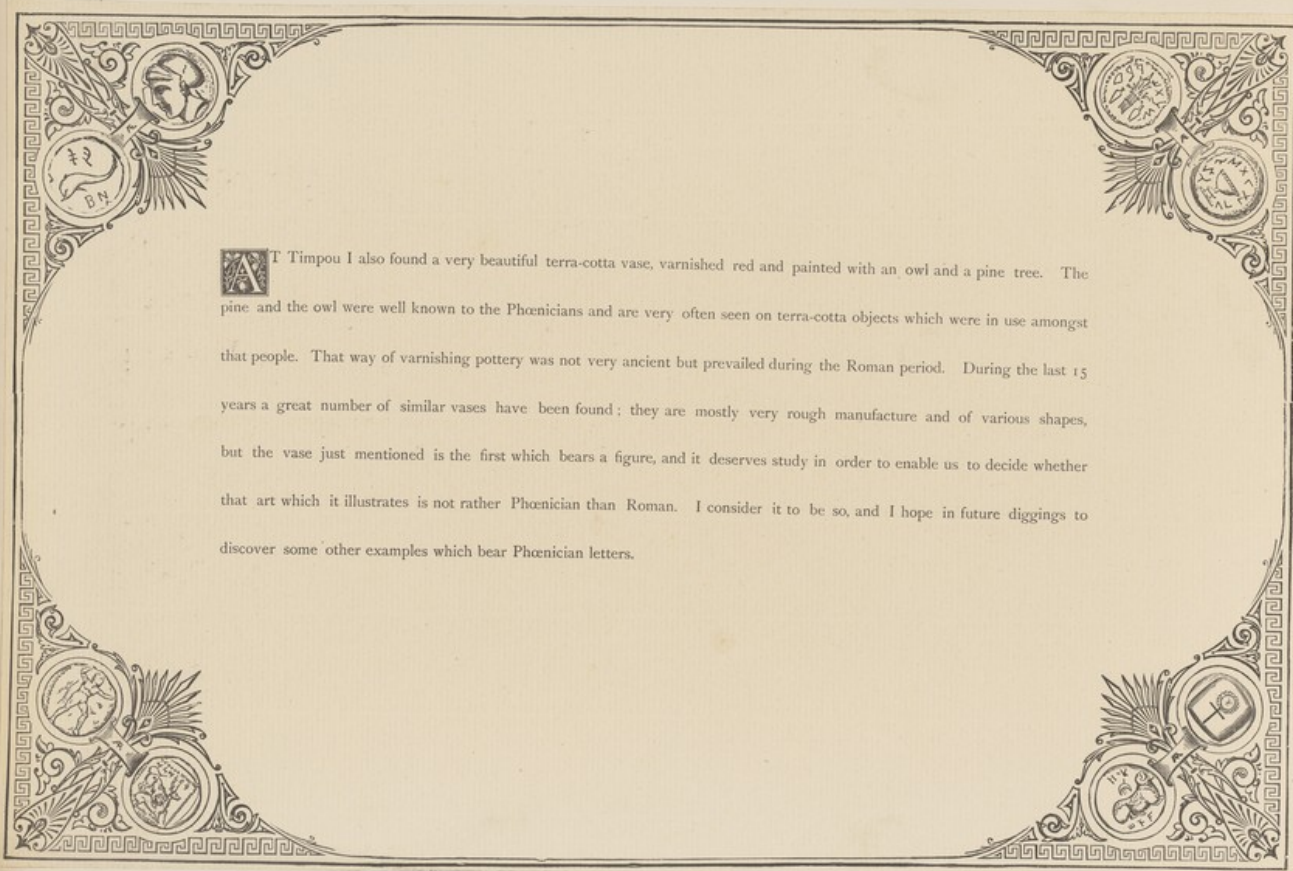 AT Timpou I also found a very beautiful terra-cotta vase, varnished red and painted with an owl and a pine tree. The
pine and the owl were well known to the Phœnicians and are very often seen on terra-cotta objects which were in use amongst
that people. That way of varnishing pottery was not very ancient but prevailed during the Roman period. During the last 15
years a great number of similar vases have been found; they are mostly very rough manufacture and of various shapes,
but the vase just mentioned is the first which bears a figure, and it deserves study in order to enable us to decide whether
that art which it illustrates is not rather Phœnician than Roman. I consider it to be so, and I hope in future diggings to
discover some other examples which bear Phœnician letters.